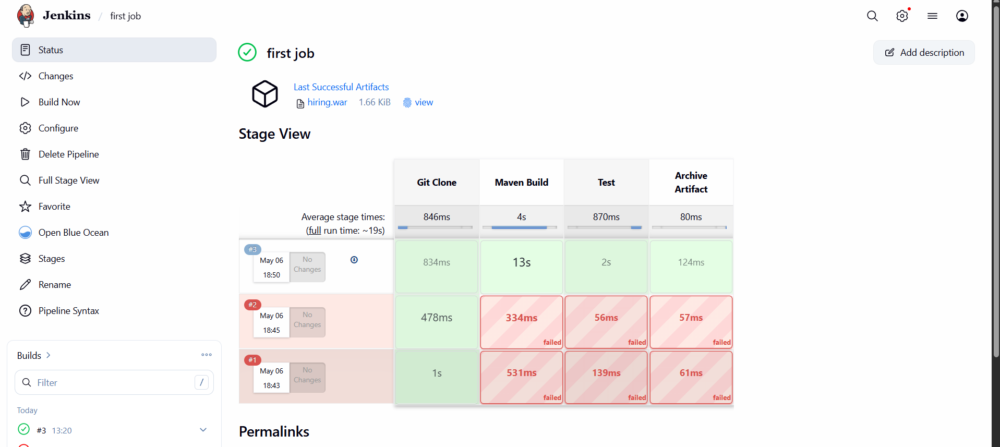 Jenkins / first job
Status
Changes
Build Now
Configure
Delete Pipeline
Full Stage View
Favorite
Open Blue Ocean
Stages
Rename
Pipeline Syntax
Builds
Filter /
Today
#3 13:20
first job
Add description
Last Successful Artifacts
hiring.war 1.66 KiB view
Stage View
Git Clone Maven Build Test Archive
Artifact
Average stage times: 846ms 4s 870ms 80ms
(full run time: ~19s)
#3
May 06 No
Changes
18:50
834ms 13s 2s 124ms
#2
May 06 No
Changes
18:45
478ms 334ms 56ms 57ms
failed failed failed
#1
May 06 No
Changes
18:43
1s 531ms 139ms 61ms
failed failed failed
Permalinks